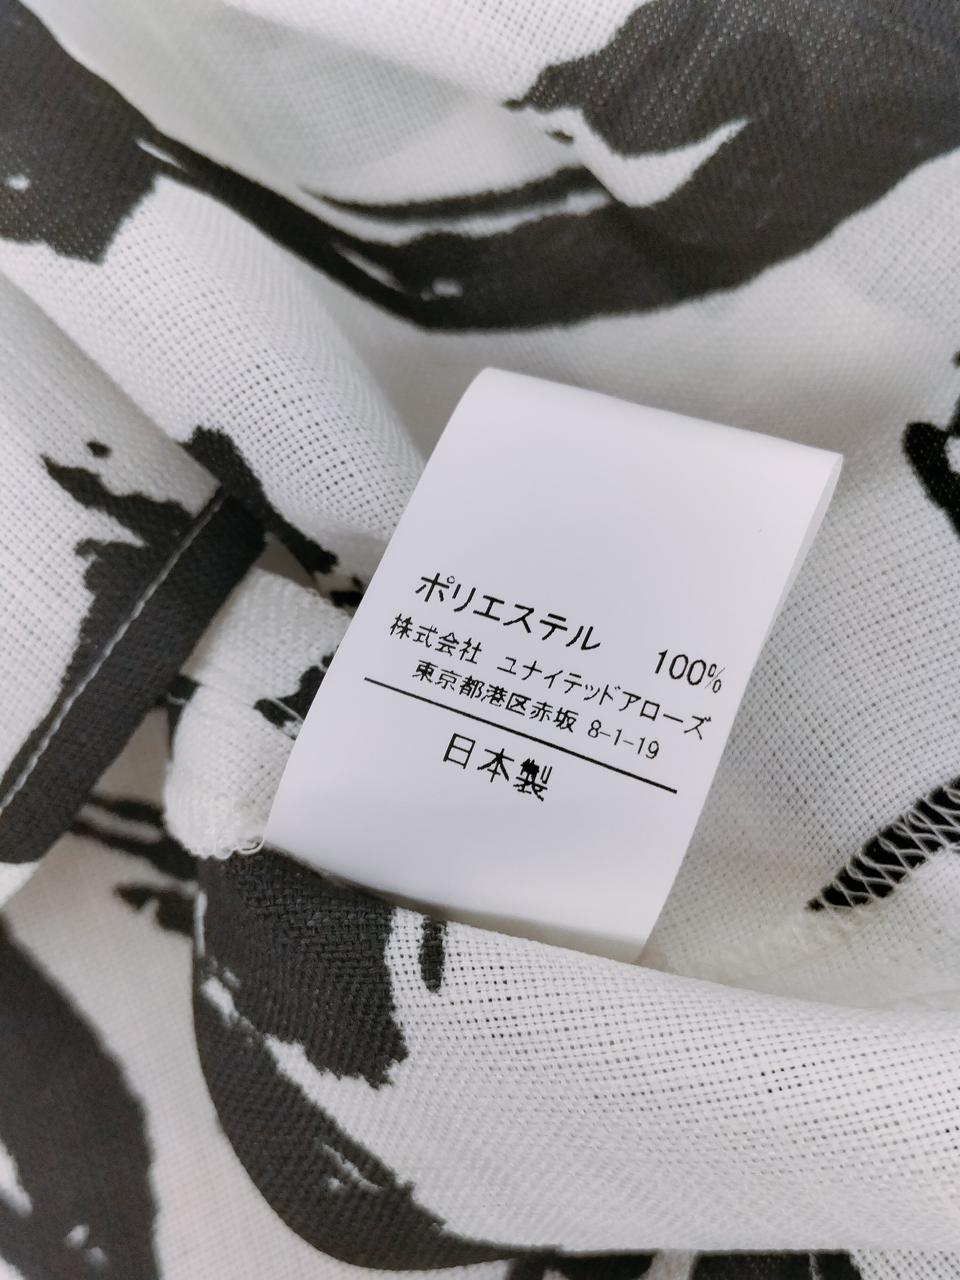 ポリエステル 100%
株式会社 ユナイテッドアローズ
東京都港区赤坂 8-1-19
日本製